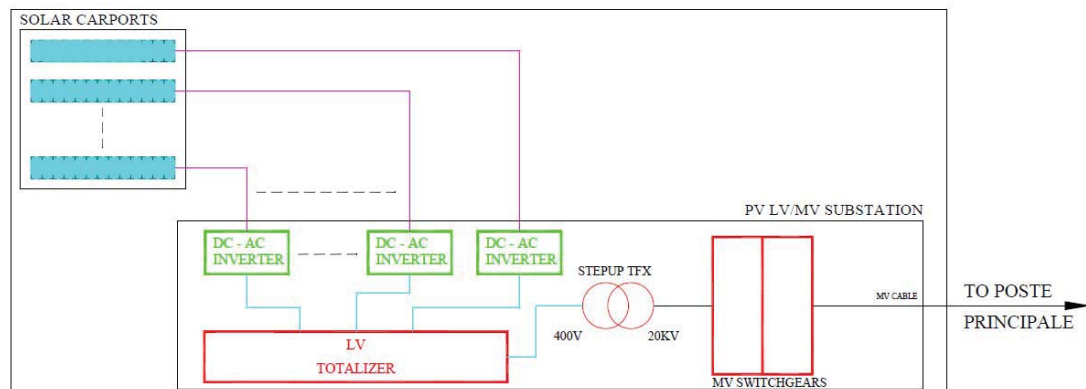 SOLAR CARPORTS
PV LV/MV SUBSTATION
DC - AC
INVERTER
DC - AC
INVERTER
DC - AC
INVERTER
STEPUP TFX
400V
20KV
MV CABLE
TO POSTE
PRINCIPALE
LV
TOTALIZER
MV SWITCHGEARS